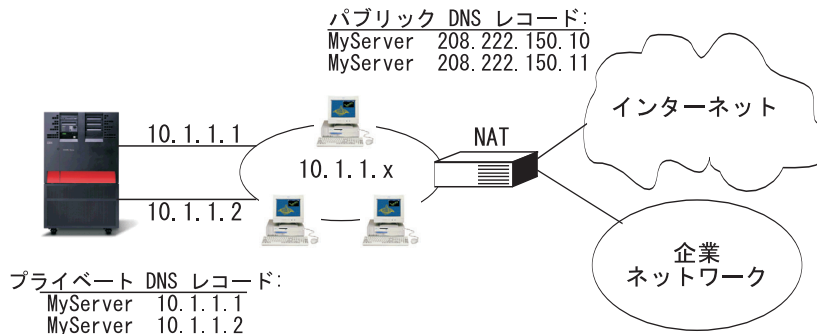 パブリック DNS レコード:
MyServer 208.222.150.10
MyServer 208.222.150.11
インターネット
NAT
10.1.1.1
10.1.1.x
10.1.1.2
企業
ネットワーク
プライベート DNS レコード:
MyServer 10.1.1.1
MyServer 10.1.1.2